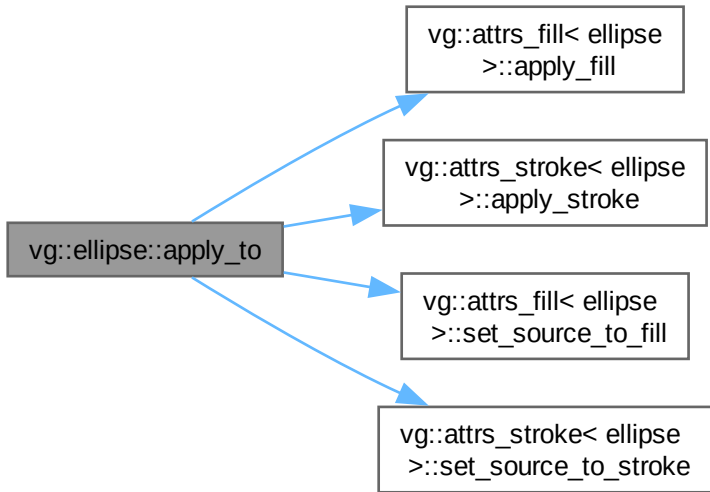 vg::attrs_fill< ellipse
>::apply_fill
vg::attrs_stroke< ellipse
>::apply_stroke
vg::ellipse::apply_to
vg::attrs_fill< ellipse
>::set_source_to_fill
vg::attrs_stroke< ellipse
>::set_source_to_stroke